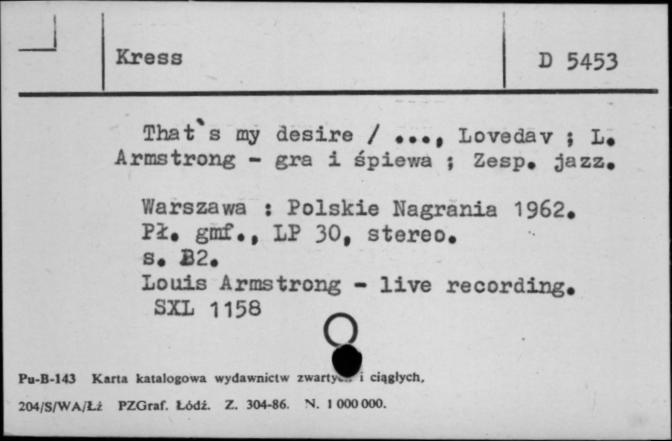 Kress
D 5453
That`s my desire / ..., Lovedav ; L.
Armstrong - gra i śpiewa ; Zesp. jazz.
Warszawa : Polskie Nagrania 1962.
Pł. gmf., LP 30, stereo.
s. B2.
Louis Armstrong - live recording.
SXL 1158
Pu-B-143 Karta katalogowa wydawnictw i ciągłych,
204/S/WA/Łż PZGraf. Łódź. Z. 304-86. N. 1 000 000.